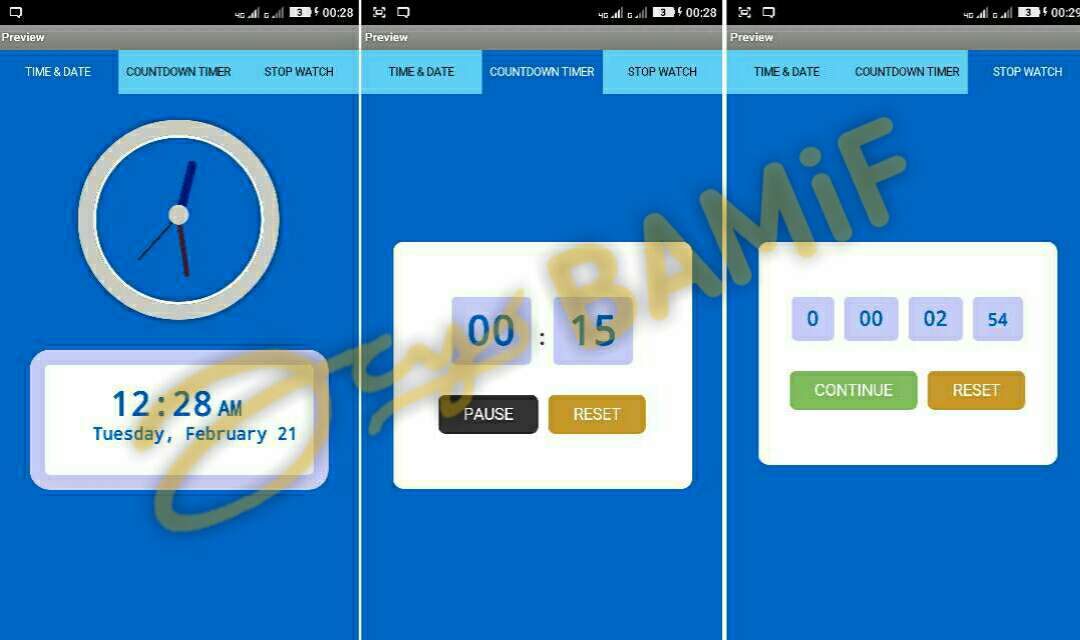 4G G 3 00:28
Preview
TIME & DATE COUNTDOWN TIMER STOP WATCH
12:28 AM
Tuesday, February 21
4G G 3 00:28
Preview
TIME & DATE COUNTDOWN TIMER STOP WATCH
00 : 15
PAUSE RESET
4G G 3 00:29
Preview
TIME & DATE COUNTDOWN TIMER STOP WATCH
0 00 02 54
CONTINUE RESET
BAMiF